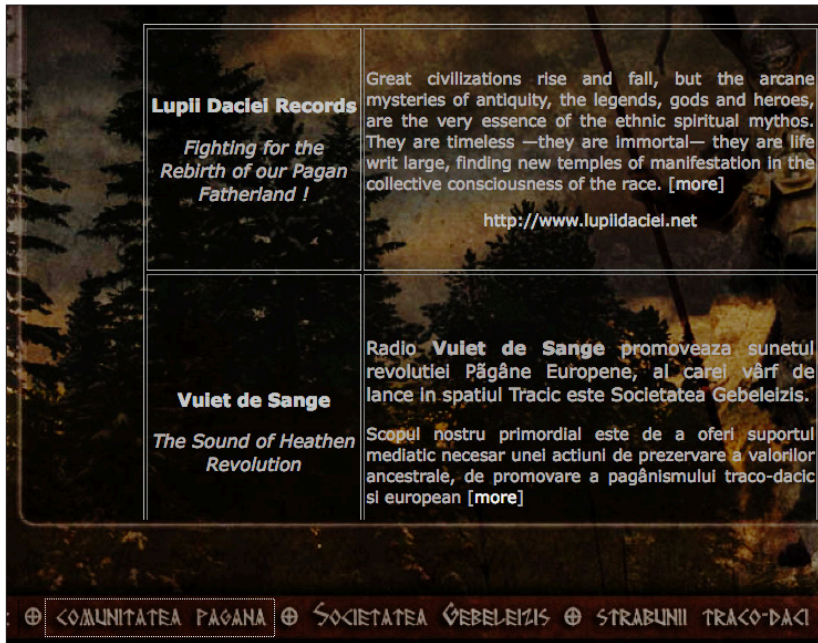 Lupii Daciei Records
Fighting for the
Rebirth of our Pagan
Fatherland !
Great civilizations rise and fall, but the arcane
mysteries of antiquity, the legends, gods and heroes,
are the very essence of the ethnic spiritual mythos.
They are timeless —they are immortal— they are life
writ large, finding new temples of manifestation in the
collective consciousness of the race. [more]
http://www.lupiidaciei.net
Vuiet de Sange
The Sound of Heathen
Revolution
Radio Vuiet de Sange promoveaza sunetul
revolutiei Pãgâne Europene, al carei vârf de
lance in spatiul Tracic este Societatea Gebeleizis.
Scopul nostru primordial este de a oferi suportul
mediatic necesar unei actiuni de prezervare a valorilor
ancestrale, de promovare a pagânismului traco-dacic
si european [more]
: ⊕ COMUNITATEA PAGANA ⊕ SOCIETATEA GEBELEIZIS ⊕ STRABUNII TRACO-DACI